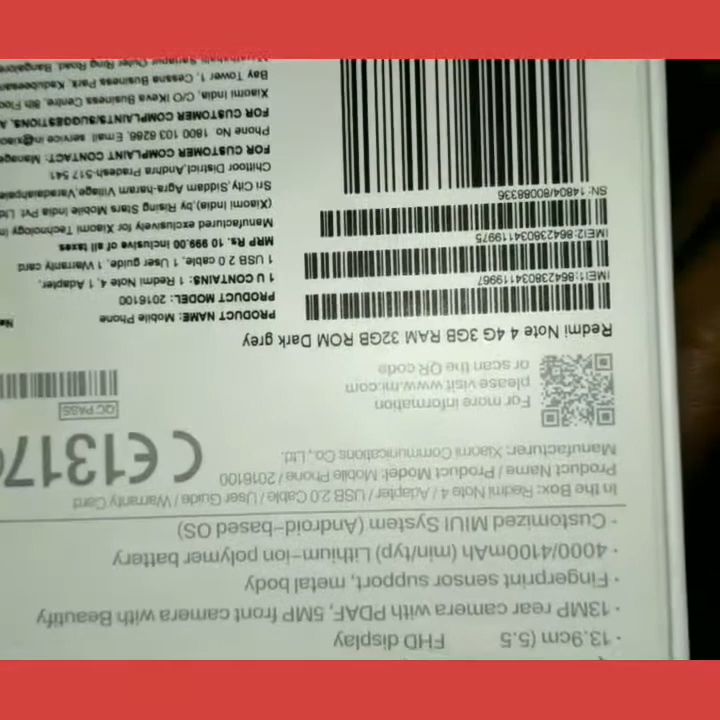 13.9cm (5.5 FHD display
· 13MP rear camera with PDAF, 5MP front camera with Beautify
· Fingerprint sensor support, metal body
· 4000/4100mAh (min/typ) Lithium-ion polymer battery
· Customized MIUI System (Android-based OS)
In the Box: Redmi Note 4 / Adapter / USB 2.0 Cable / User Guide / Warranty Card
Product Name / Product Model: Mobile Phone / 2016100
Manufacturer: Xiaomi Communications Co., Ltd.
CE1317
For more information
please visit www.mi.com
or scan the QR code
QC PASS
Redmi Note 4 4G 3GB RAM 32GB ROM Dark grey
IMEI1:864238034119967
IMEI2:864238034119975
SN: 14804/80088336
PRODUCT NAME: Mobile Phone
PRODUCT MODEL: 2016100
1 U CONTAINS: 1 Redmi Note 4, 1 Adapter,
1 USB 2.0 cable, 1 User guide, 1 Warranty card
MRP Rs. 10 999.00 Inclusive of all taxes
Manufactured exclusively for Xiaomi Technology
(Xiaomi India), by Rising Stars Mobile India Pvt Ltd
Sri City, Siddam Agra-haram Village, Varadaiahpale
Chittoor District, Andhra Pradesh-517 541
FOR CUSTOMER COMPLAINT CONTACT: Manage
Phone No 1800 103 6286 Email service.in@xiao
FOR CUSTOMER COMPLAINTS/SUGGESTIONS,
Xiaomi India, C/O IKeva Business Centre, 8th Floo
Bay Tower 1, Cessna Business Park, Kadubeesan
Outer Ring Road, Bangalore